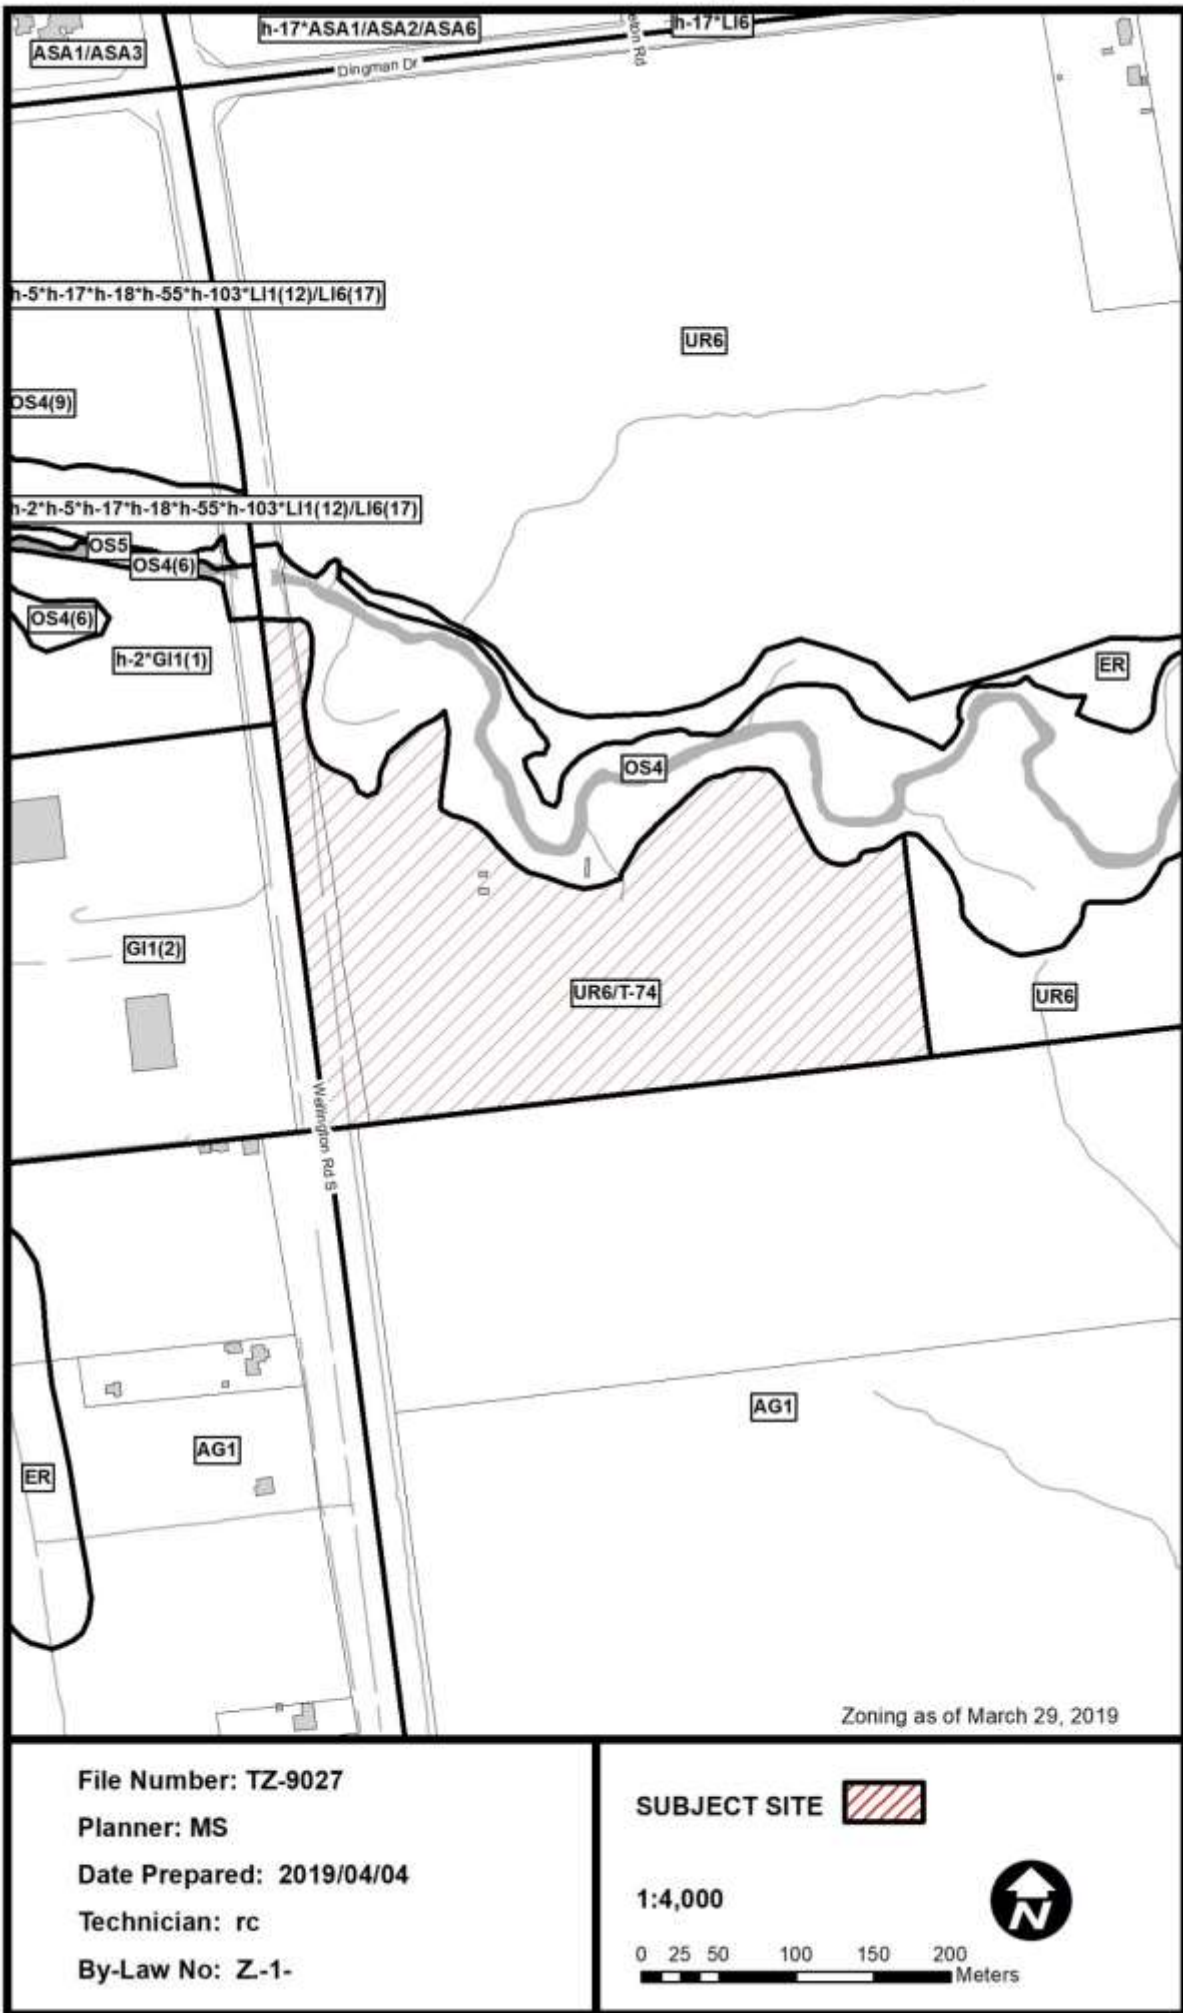 h-17*ASA1/ASA2/ASA6
h-17*LI6
ASA1/ASA3
Dingman Dr
eton Rd
h-5*h-17*h-18*h-55*h-103*LI1(12)/LI6(17)
UR6
OS4(9)
h-2*h-5*h-17*h-18*h-55*h-103*LI1(12)/LI6(17)
OS5
OS4(6)
OS4(6)
h-2*GI1(1)
ER
OS4
GI1(2)
UR6/T-74
UR6
Wellington Rd S
AG1
AG1
ER
Zoning as of March 29, 2019
File Number: TZ-9027
Planner: MS
Date Prepared: 2019/04/04
Technician: rc
By-Law No: Z.-1-
SUBJECT SITE
1:4,000
N
0 25 50 100 150 200
Meters